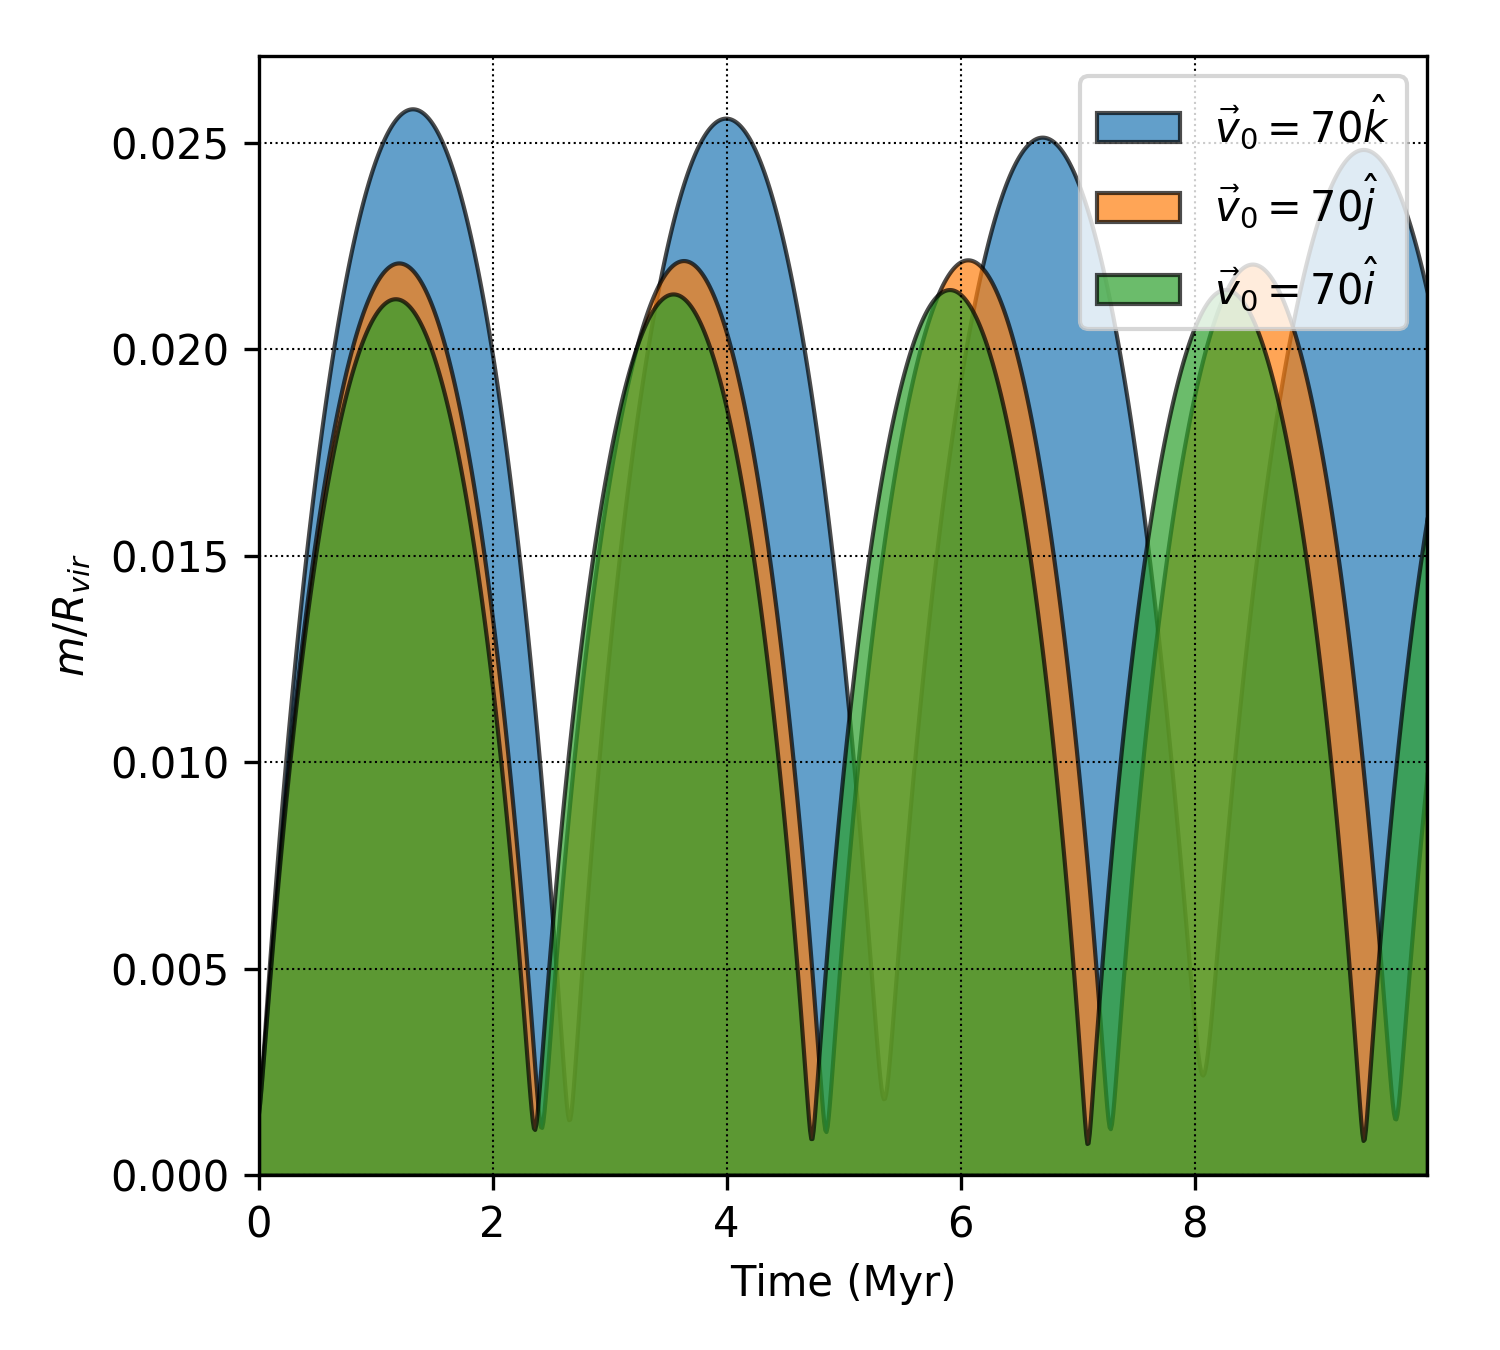 0.025
0.020
0.015
0.010
0.005
0.000
m/R_vir
0 2 4 6 8
Time (Myr)
v⃗₀ = 70k̂
v⃗₀ = 70ĵ
v⃗₀ = 70î